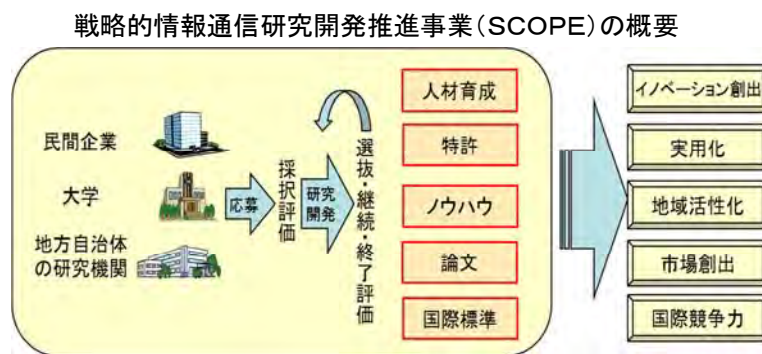 戦略的情報通信研究開発推進事業(SCOPE)の概要
民間企業
大学
地方自治体
の研究機関
応募
採択評価
研究
開発
選抜・継続・終了評価
人材育成
特許
ノウハウ
論文
国際標準
イノベーション創出
実用化
地域活性化
市場創出
国際競争力